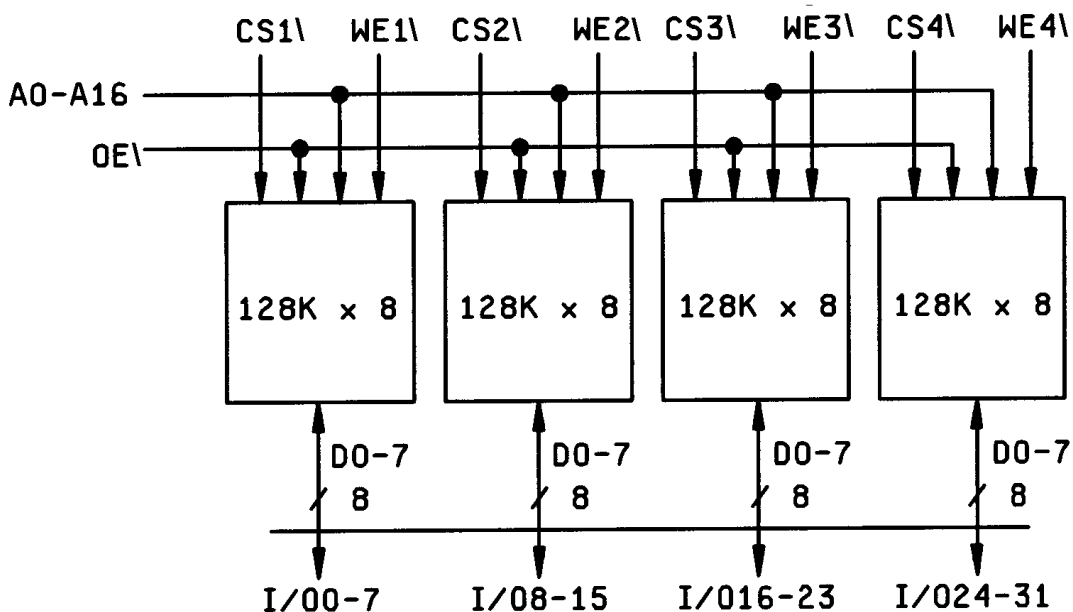 CS1\ WE1\ CS2\ WE2\ CS3\ WE3\ CS4\ WE4\
A0-A16
OE\
128K x 8 128K x 8 128K x 8 128K x 8
D0-7 D0-7 D0-7 D0-7
8 8 8 8
I/O0-7 I/O8-15 I/O16-23 I/O24-31